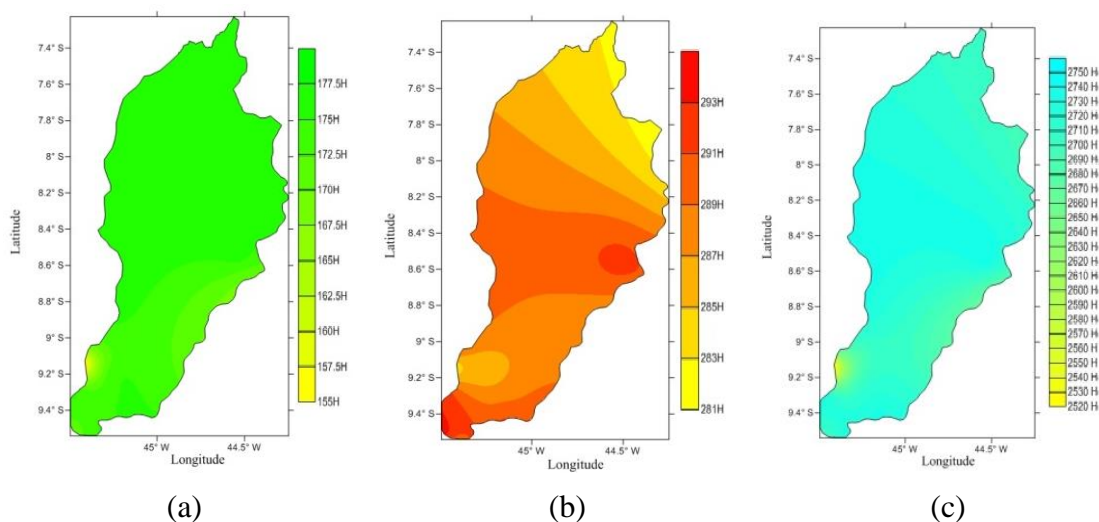 7.4° S
7.6° S
7.8° S
8° S
8.2° S
8.4° S
8.6° S
8.8° S
9° S
9.2° S
9.4° S
Latitude
45° W
44.5° W
Longitude
177.5H
175H
172.5H
170H
167.5H
165H
162.5H
160H
157.5H
155H
(a)
7.4° S
7.6° S
7.8° S
8° S
8.2° S
8.4° S
8.6° S
8.8° S
9° S
9.2° S
9.4° S
Latitude
45° W
44.5° W
Longitude
293H
291H
289H
287H
285H
283H
281H
(b)
7.4° S
7.6° S
7.8° S
8° S
8.2° S
8.4° S
8.6° S
8.8° S
9° S
9.2° S
9.4° S
Latitude
45° W
44.5° W
Longitude
2750 H
2740 H
2730 H
2710 H
2700 H
2690 H
2680 H
2670 H
2660 H
2650 H
2640 H
2630 H
2620 H
2610 H
2600 H
2590 H
2580 H
2570 H
2560 H
2550 H
2540 H
2530 H
2520 H
(c)